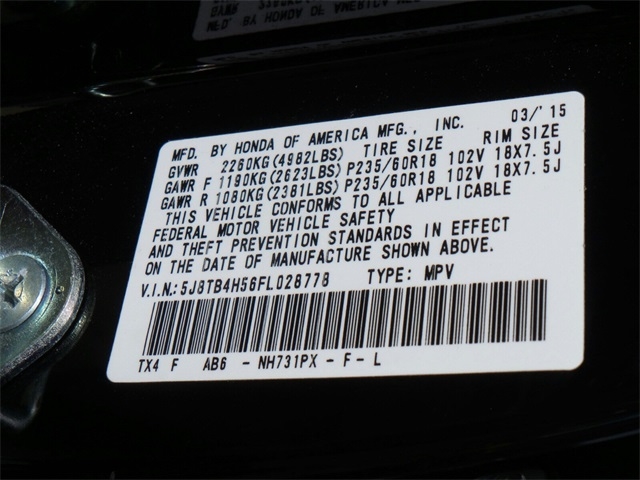 MFD. BY HONDA OF AMERICA MFG., INC. 03/'15
GVWR 2260KG(4982LBS) TIRE SIZE RIM SIZE
GAWR F 1190KG(2623LBS) P235/60R18 102V 18X7.5J
GAWR R 1080KG(2381LBS) P235/60R18 102V 18X7.5J
THIS VEHICLE CONFORMS TO ALL APPLICABLE
FEDERAL MOTOR VEHICLE SAFETY
AND THEFT PREVENTION STANDARDS IN EFFECT
ON THE DATE OF MANUFACTURE SHOWN ABOVE.
V.I.N.:5J8TB4H56FL028778 TYPE: MPV
TX4 F AB6 - NH731PX - F - L